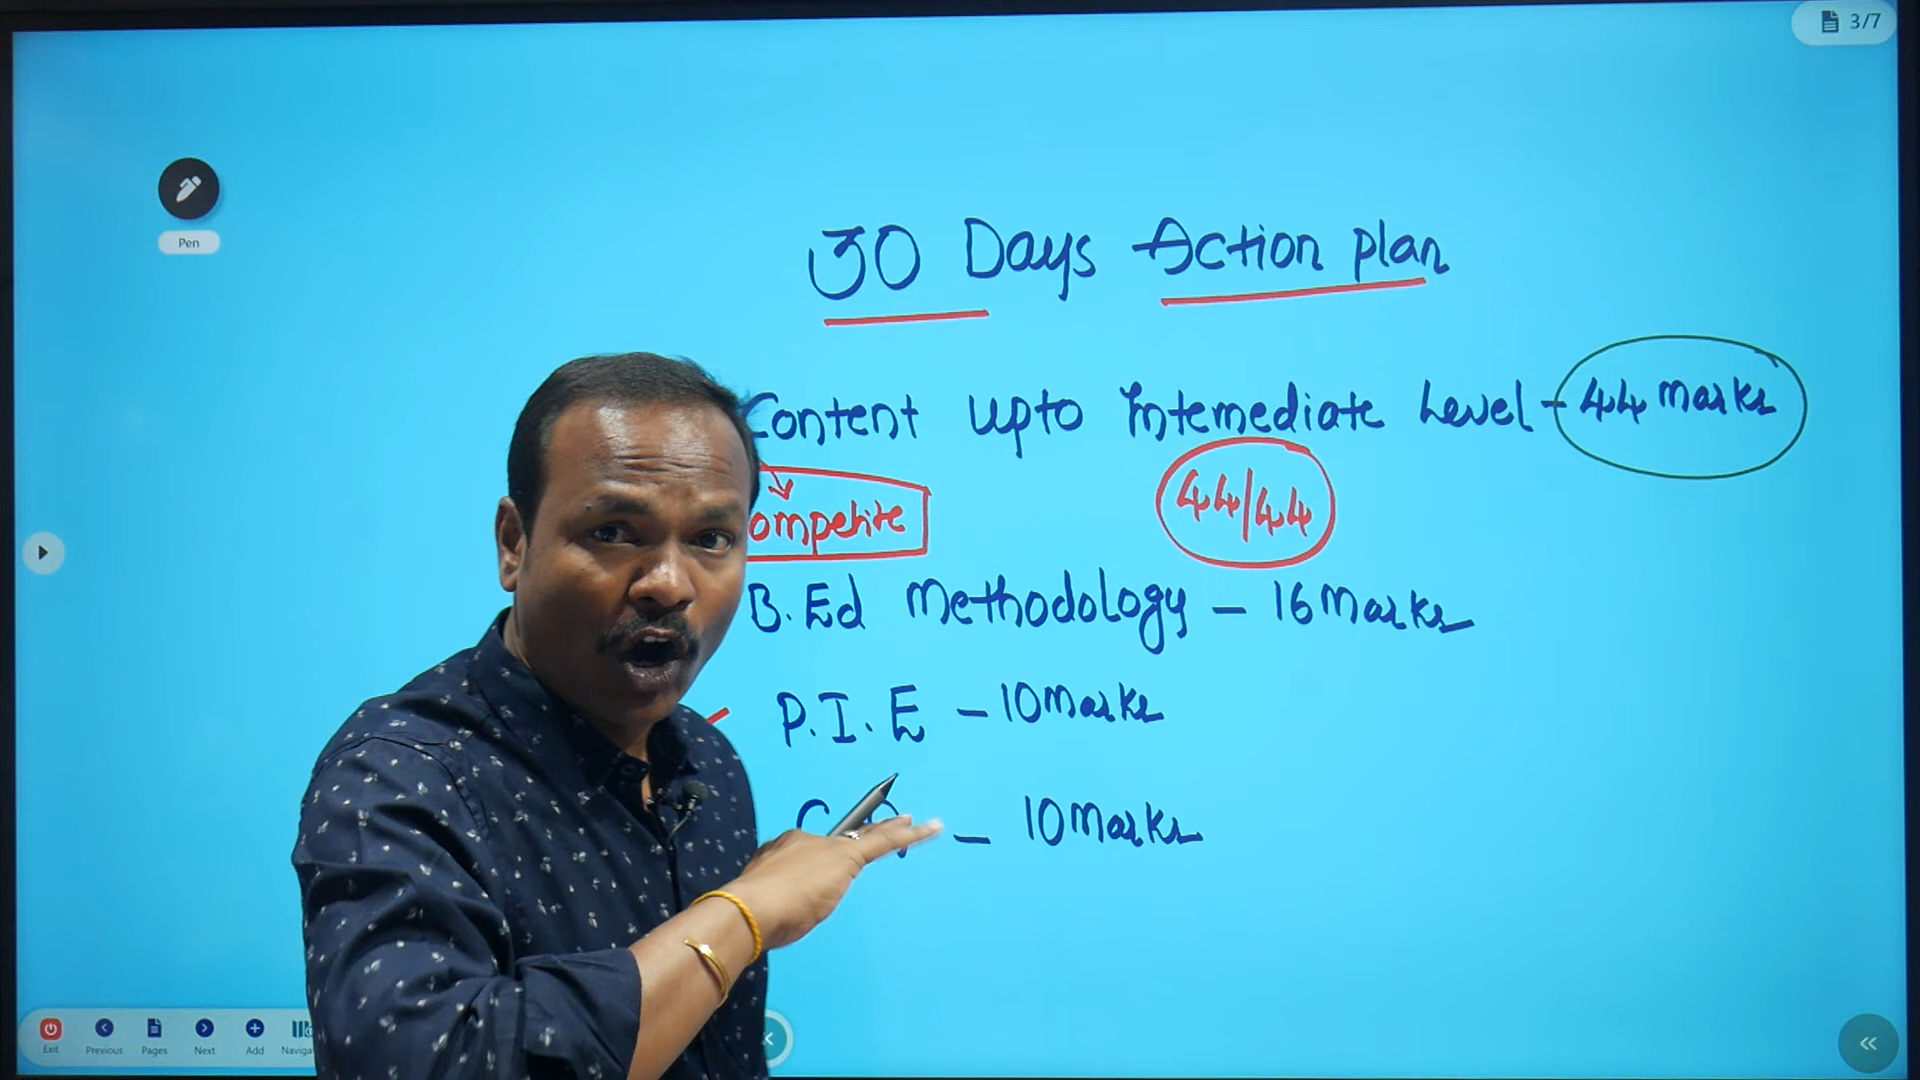 3/7
Pen
30 Days Action plan
Content upto Intemediate Level - 44 Marks
ompetite
44/44
B.Ed Methodology - 16 Marks
P.I.E - 10 Marks
- 10 Marks
Exit Previous Pages Next Add